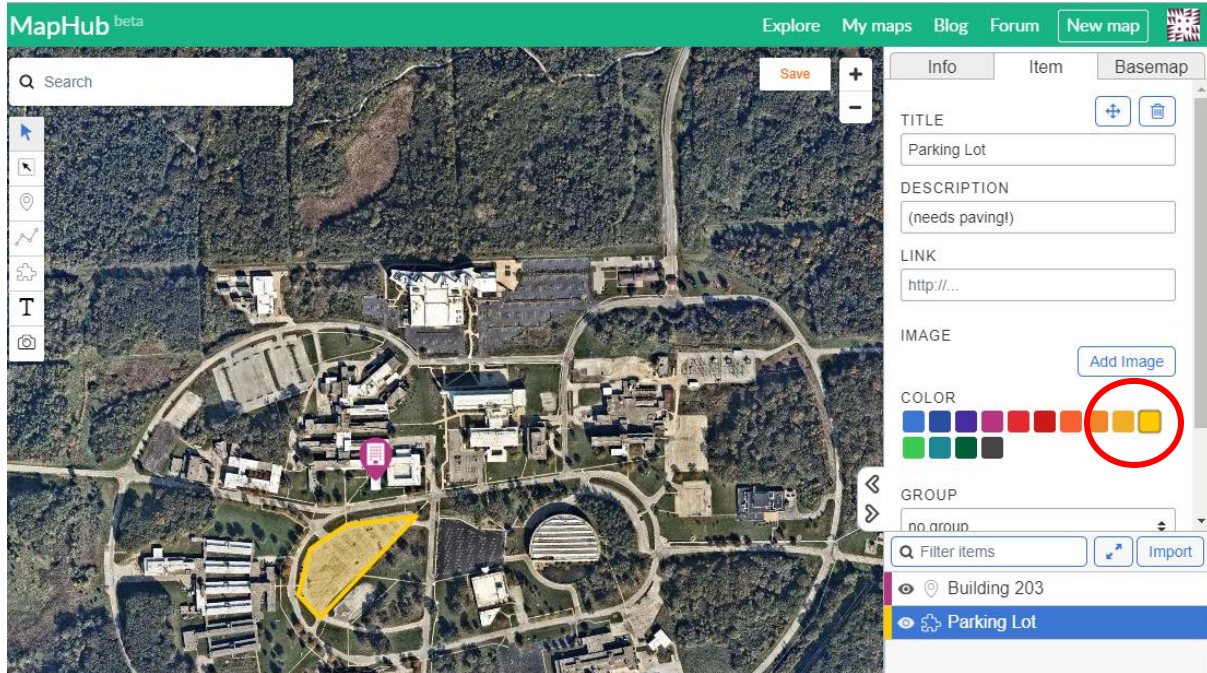 MapHub beta
Explore My maps Blog Forum New map
Search
Save
+
−
T
Info Item Basemap
TITLE
Parking Lot
DESCRIPTION
(needs paving!)
LINK
http://...
IMAGE
Add Image
COLOR
GROUP
no group
Filter items
Import
Building 203
Parking Lot